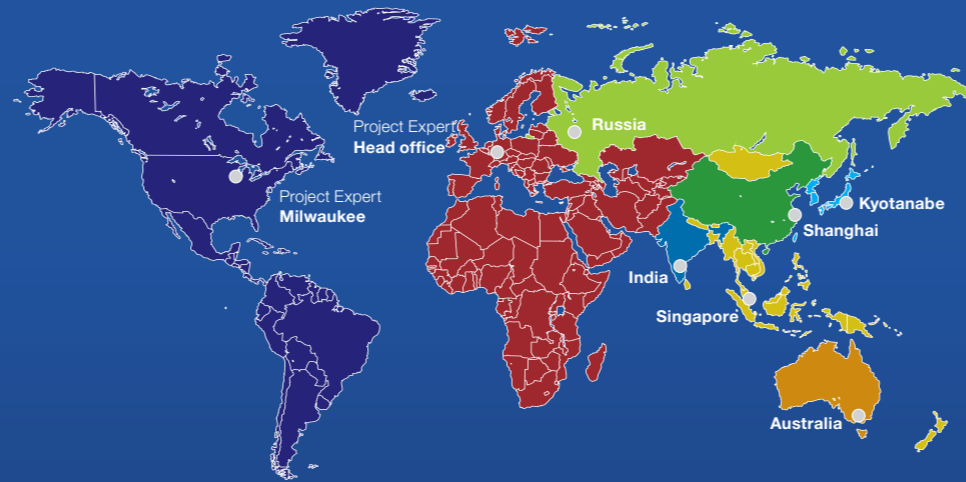 Project Expert
Head office
Russia
Project Expert
Milwaukee
Kyotanabe
Shanghai
India
Singapore
Australia